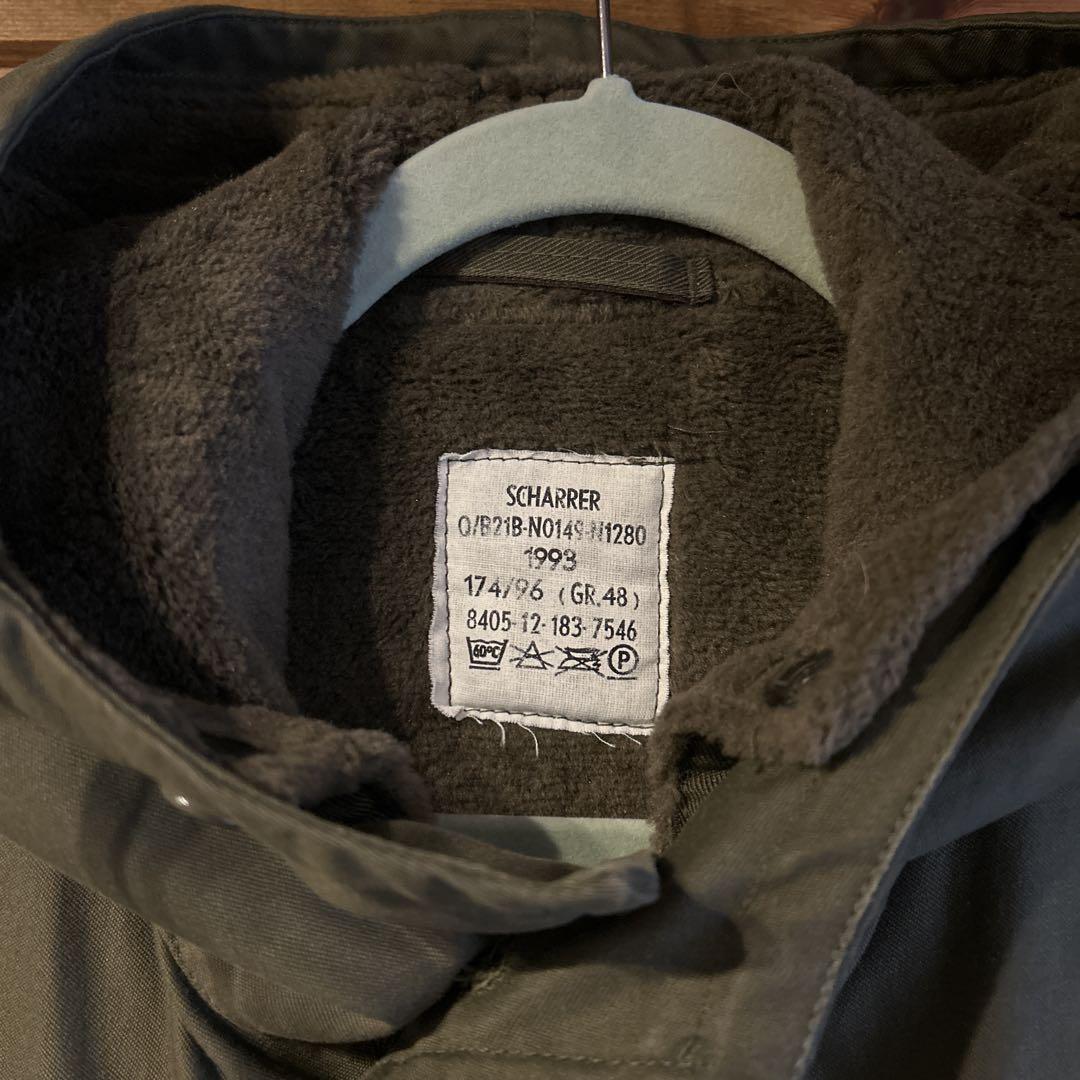 SCHARRER
Q/B21B-N0149-N1280
1993
174/96 (GR.48)
8405-12-183-7546
60°C P